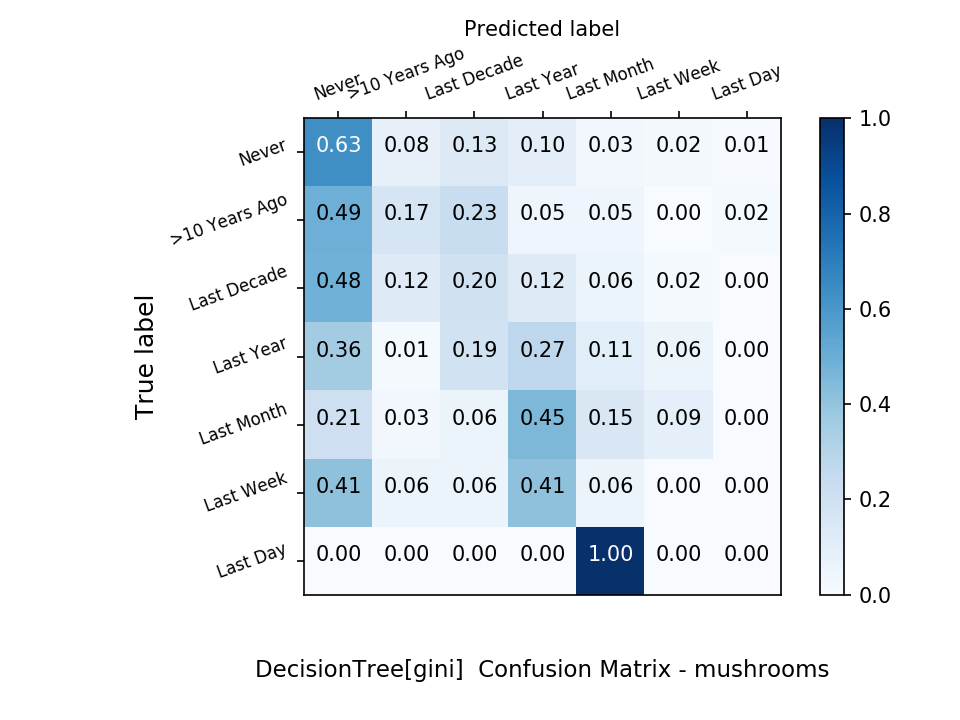 Predicted label
Never >10 Years Ago Last Decade Last Year Last Month Last Week Last Day
True label
Never 0.63 0.08 0.13 0.10 0.03 0.02 0.01
>10 Years Ago 0.49 0.17 0.23 0.05 0.05 0.00 0.02
Last Decade 0.48 0.12 0.20 0.12 0.06 0.02 0.00
Last Year 0.36 0.01 0.19 0.27 0.11 0.06 0.00
Last Month 0.21 0.03 0.06 0.45 0.15 0.09 0.00
Last Week 0.41 0.06 0.06 0.41 0.06 0.00 0.00
Last Day 0.00 0.00 0.00 0.00 1.00 0.00 0.00
1.0
0.8
0.6
0.4
0.2
0.0
DecisionTree[gini]  Confusion Matrix - mushrooms